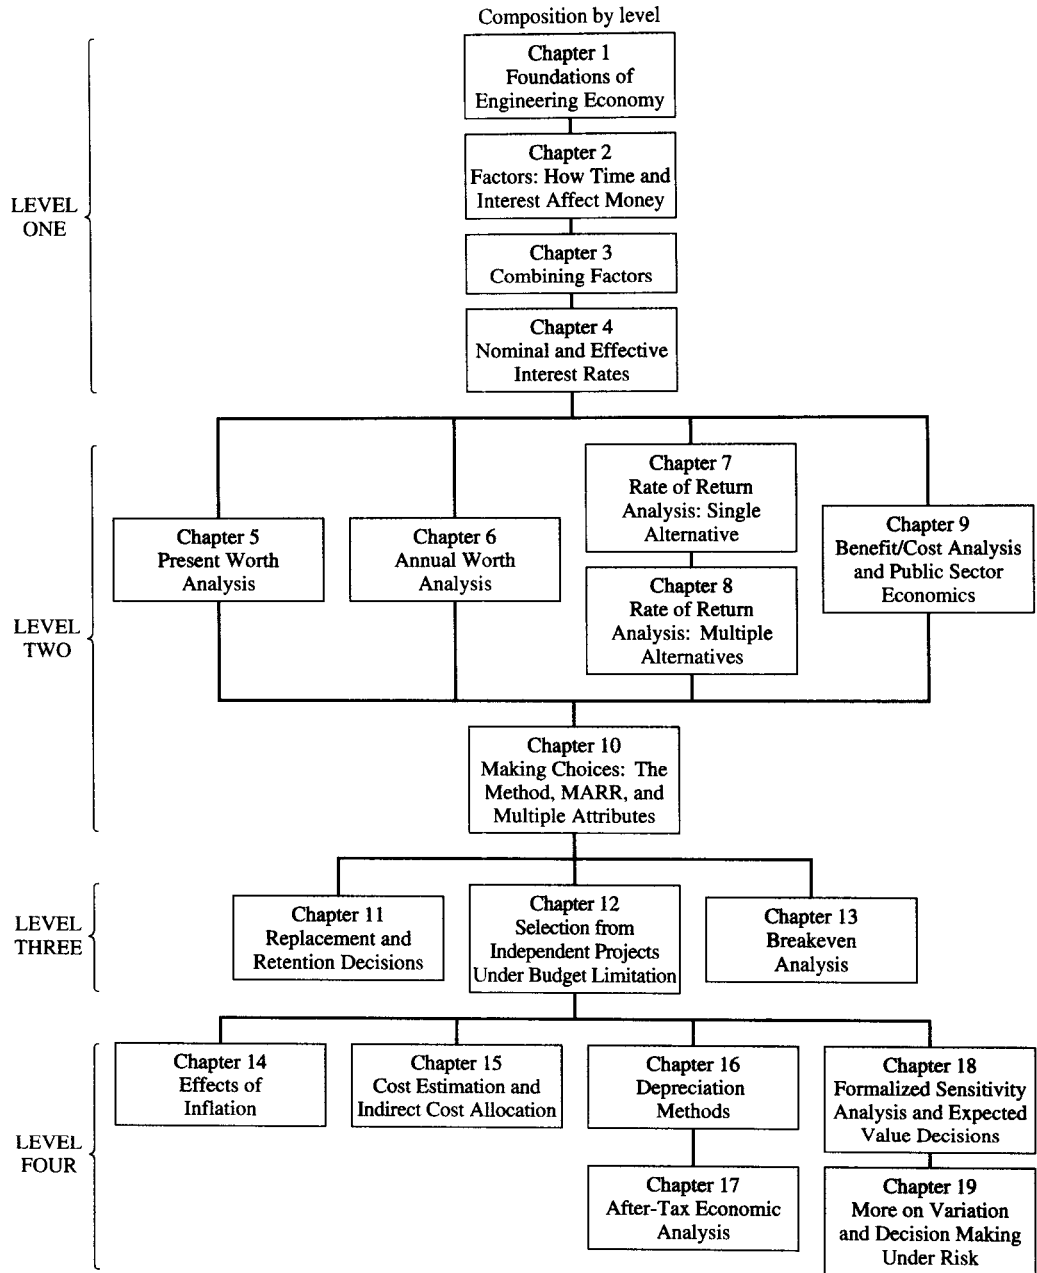 Composition by level
Chapter 1
Foundations of
Engineering Economy
Chapter 2
Factors: How Time and
Interest Affect Money
LEVEL
ONE
Chapter 3
Combining Factors
Chapter 4
Nominal and Effective
Interest Rates
Chapter 5
Present Worth
Analysis
Chapter 6
Annual Worth
Analysis
Chapter 7
Rate of Return
Analysis: Single
Alternative
Chapter 8
Rate of Return
Analysis: Multiple
Alternatives
Chapter 9
Benefit/Cost Analysis
and Public Sector
Economics
LEVEL
TWO
Chapter 10
Making Choices: The
Method, MARR, and
Multiple Attributes
LEVEL
THREE
Chapter 11
Replacement and
Retention Decisions
Chapter 12
Selection from
Independent Projects
Under Budget Limitation
Chapter 13
Breakeven
Analysis
Chapter 14
Effects of
Inflation
Chapter 15
Cost Estimation and
Indirect Cost Allocation
Chapter 16
Depreciation
Methods
Chapter 18
Formalized Sensitivity
Analysis and Expected
Value Decisions
LEVEL
FOUR
Chapter 17
After-Tax Economic
Analysis
Chapter 19
More on Variation
and Decision Making
Under Risk